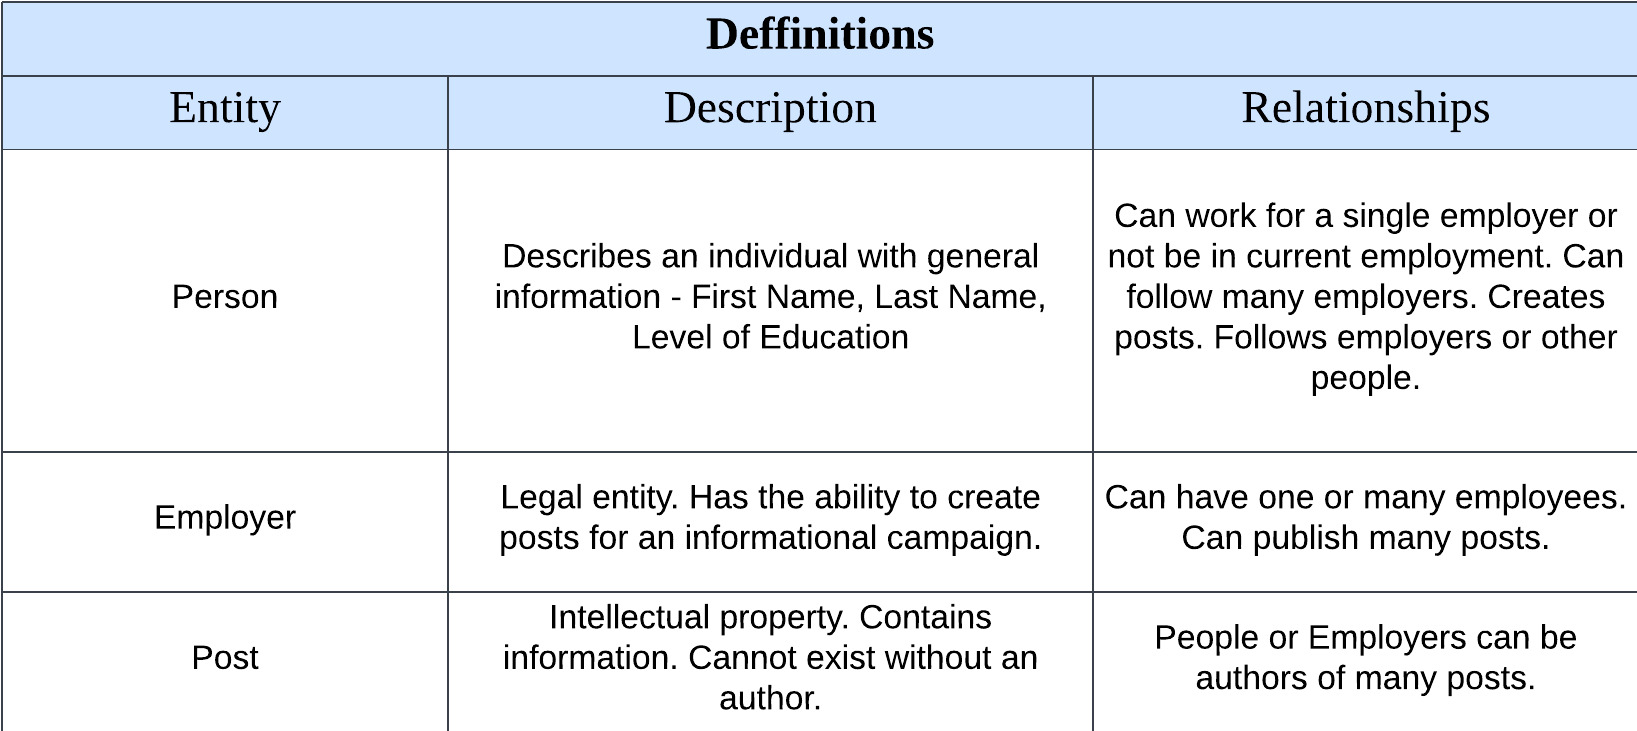 Deffinitions
Entity
Description
Relationships
Person
Describes an individual with general
information - First Name, Last Name,
Level of Education
Can work for a single employer or
not be in current employment. Can
follow many employers. Creates
posts. Follows employers or other
people.
Employer
Legal entity. Has the ability to create
posts for an informational campaign.
Can have one or many employees.
Can publish many posts.
Post
Intellectual property. Contains
information. Cannot exist without an
author.
People or Employers can be
authors of many posts.